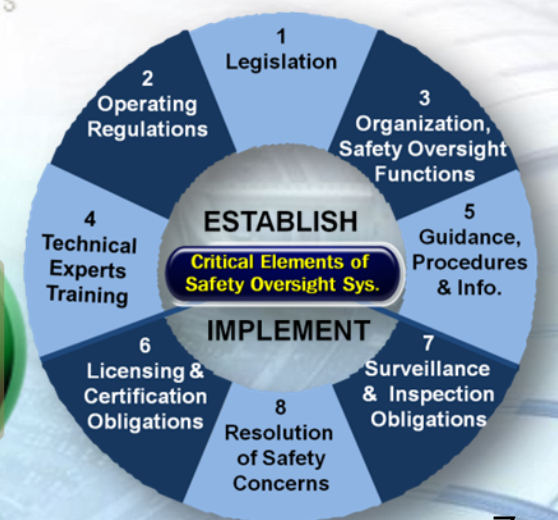 1
Legislation
2
Operating
Regulations
3
Organization,
Safety Oversight
Functions
4
Technical
Experts
Training
5
Guidance,
Procedures
& Info.
ESTABLISH
Critical Elements of
Safety Oversight Sys.
IMPLEMENT
6
Licensing &
Certification
Obligations
7
Surveillance
& Inspection
Obligations
8
Resolution
of Safety
Concerns